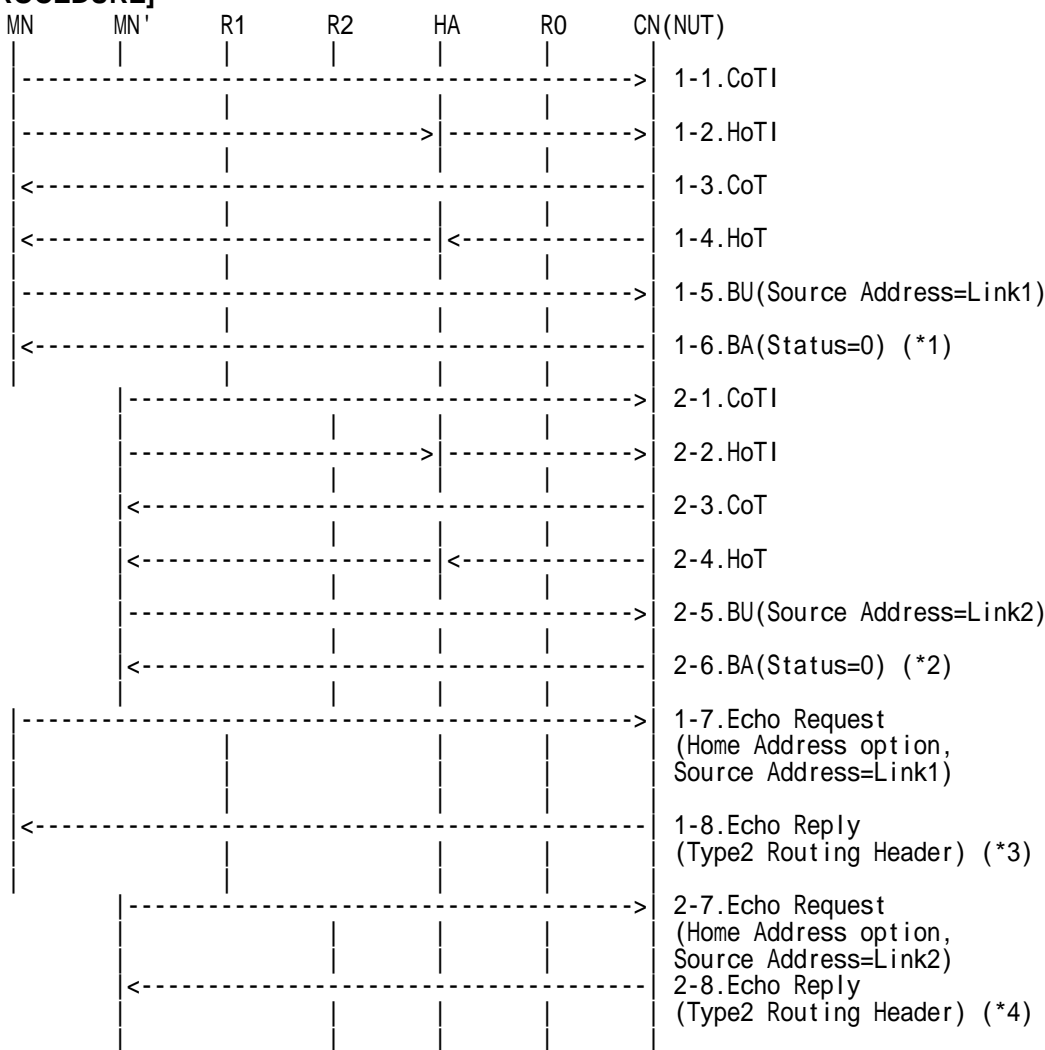 ROCEDURE]
MN MN' R1 R2 HA R0 CN(NUT)
1-1.CoTI
1-2.HoTI
1-3.CoT
1-4.HoT
1-5.BU(Source Address=Link1)
1-6.BA(Status=0) (*1)
2-1.CoTI
2-2.HoTI
2-3.CoT
2-4.HoT
2-5.BU(Source Address=Link2)
2-6.BA(Status=0) (*2)
1-7.Echo Request
(Home Address option,
Source Address=Link1)
1-8.Echo Reply
(Type2 Routing Header) (*3)
2-7.Echo Request
(Home Address option,
Source Address=Link2)
2-8.Echo Reply
(Type2 Routing Header) (*4)